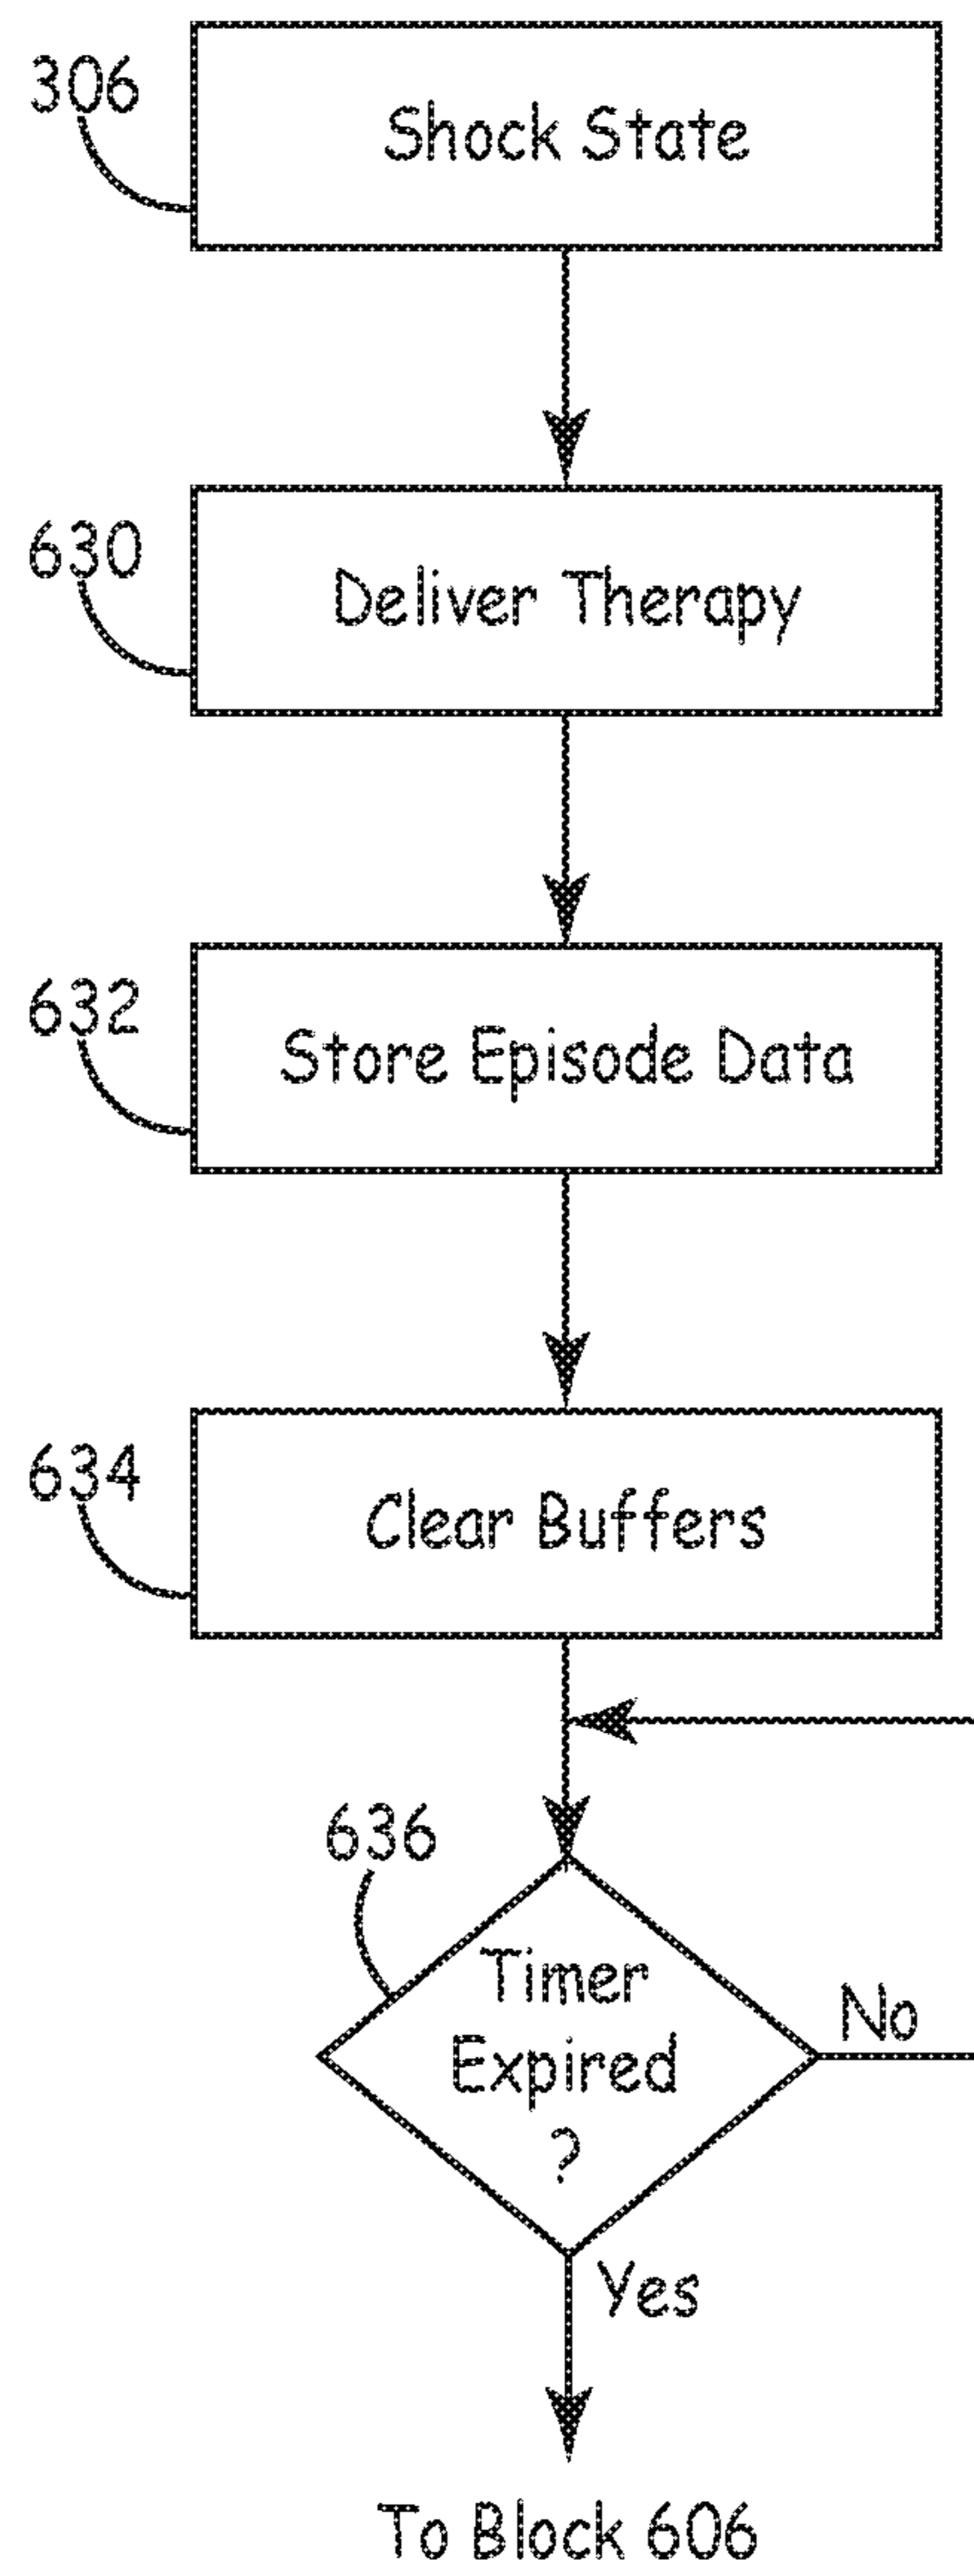 306
Shock State
630
Deliver Therapy
632
Store Episode Data
634
Clear Buffers
636
Timer
Expired
?
No
Yes
To Block 606